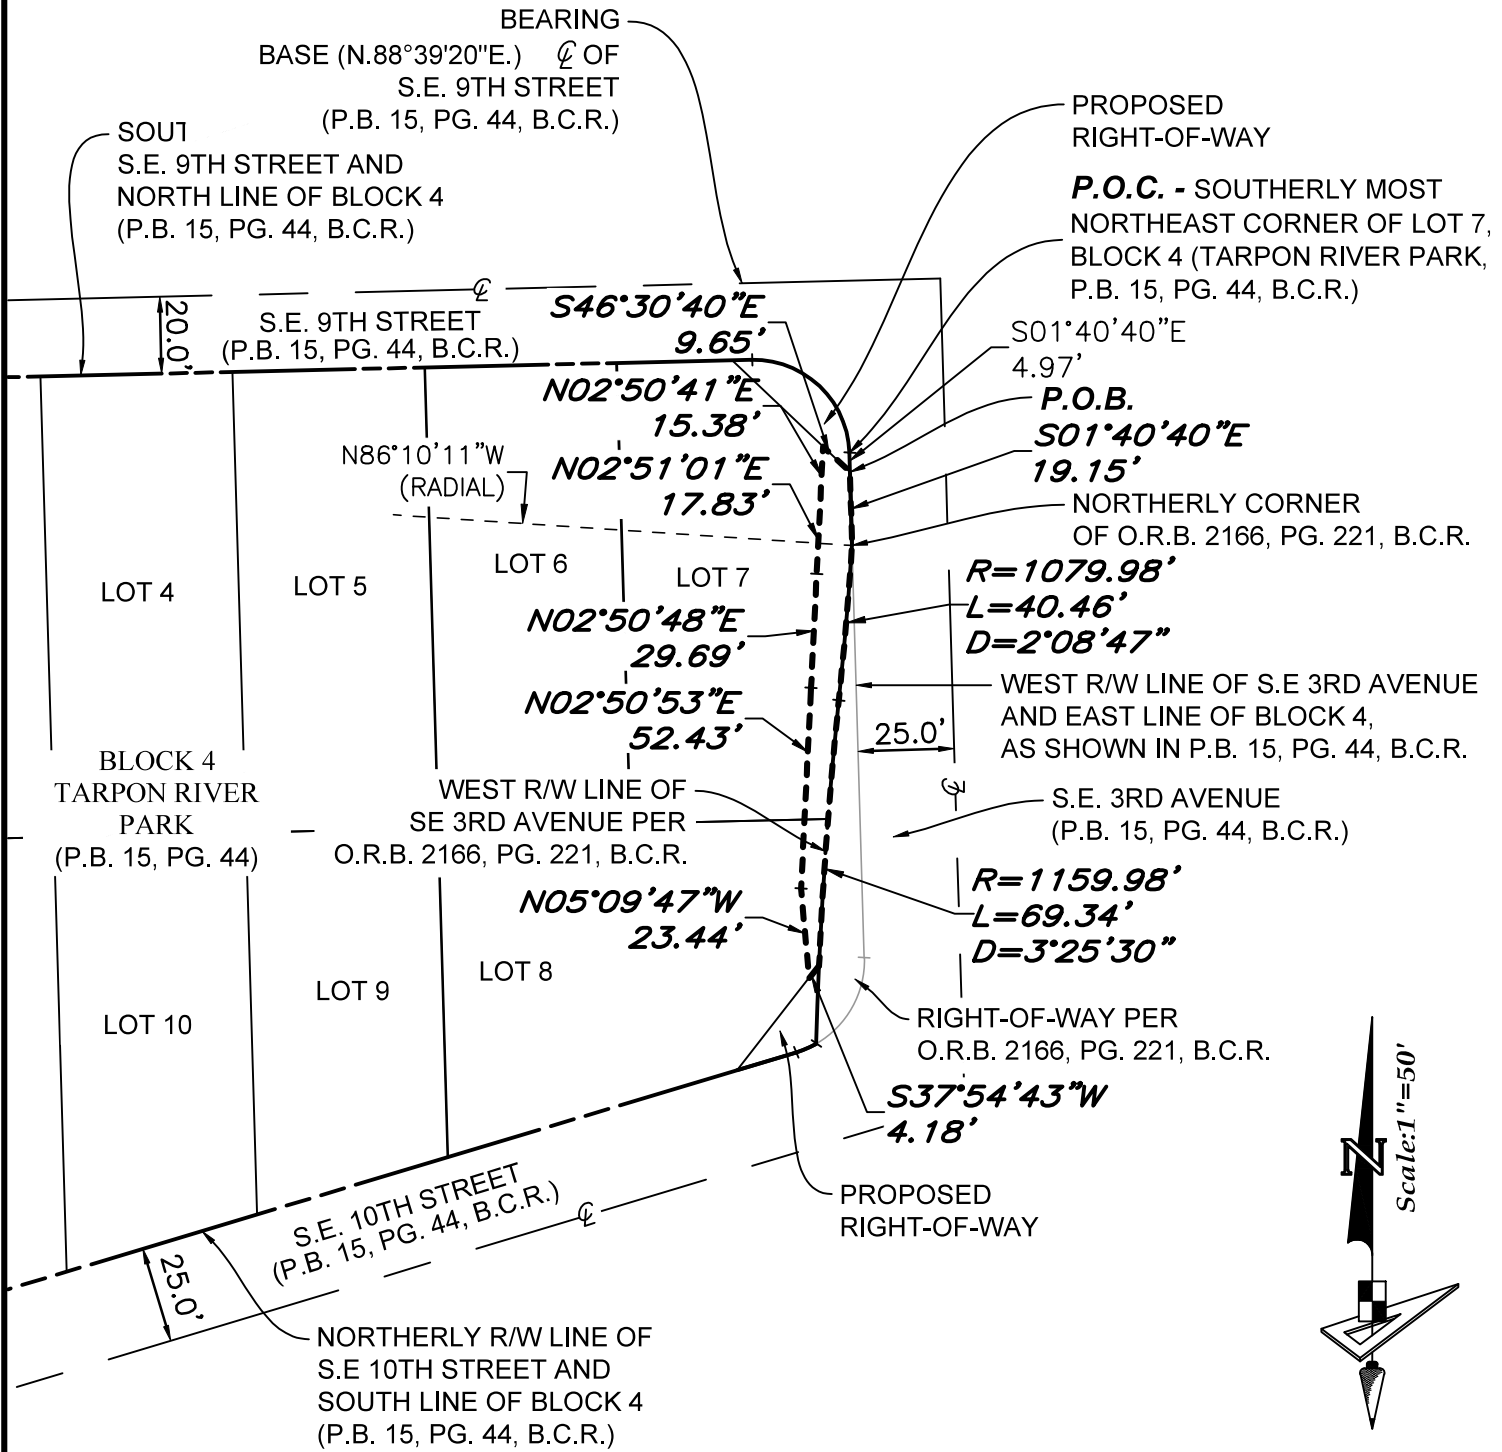 BEARING
BASE (N.88°39'20"E.) ℄ OF
S.E. 9TH STREET
(P.B. 15, PG. 44, B.C.R.)
S.E. 9TH STREET AND
NORTH LINE OF BLOCK 4
(P.B. 15, PG. 44, B.C.R.)
PROPOSED
RIGHT-OF-WAY
P.O.C. - SOUTHERLY MOST
NORTHEAST CORNER OF LOT 7,
BLOCK 4 (TARPON RIVER PARK,
P.B. 15, PG. 44, B.C.R.)
℄
20.0'
S.E. 9TH STREET
(P.B. 15, PG. 44, B.C.R.)
S46°30'40"E
9.65'
S01°40'40"E
4.97'
N02°50'41"E
15.38'
P.O.B.
S01°40'40"E
19.15'
N86°10'11"W
(RADIAL)
N02°51'01"E
17.83'
NORTHERLY CORNER
OF O.R.B. 2166, PG. 221, B.C.R.
LOT 4
LOT 5
LOT 6
LOT 7
R=1079.98'
L=40.46'
D=2°08'47"
N02°50'48"E
29.69'
N02°50'53"E
52.43'
WEST R/W LINE OF S.E 3RD AVENUE
AND EAST LINE OF BLOCK 4,
AS SHOWN IN P.B. 15, PG. 44, B.C.R.
25.0'
BLOCK 4
TARPON RIVER
PARK
(P.B. 15, PG. 44)
WEST R/W LINE OF
SE 3RD AVENUE PER
O.R.B. 2166, PG. 221, B.C.R.
℄
S.E. 3RD AVENUE
(P.B. 15, PG. 44, B.C.R.)
N05°09'47"W
23.44'
R=1159.98'
L=69.34'
D=3°25'30"
LOT 10
LOT 9
LOT 8
RIGHT-OF-WAY PER
O.R.B. 2166, PG. 221, B.C.R.
S37°54'43"W
4.18'
PROPOSED
RIGHT-OF-WAY
S.E. 10TH STREET
(P.B. 15, PG. 44, B.C.R.)
℄
25.0'
NORTHERLY R/W LINE OF
S.E 10TH STREET AND
SOUTH LINE OF BLOCK 4
(P.B. 15, PG. 44, B.C.R.)
N
Scale:1"=50'